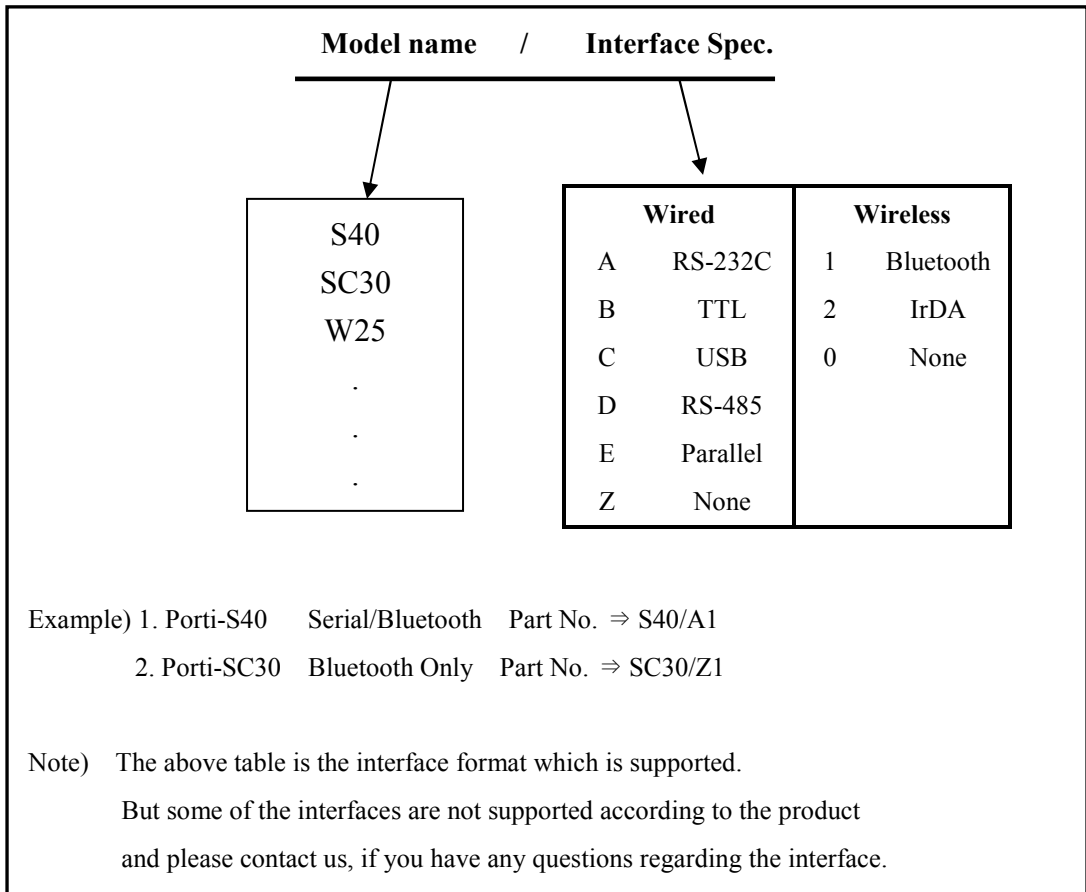 Model name / Interface Spec.
S40
SC30
W25
.
.
.
Wired Wireless
A RS-232C 1 Bluetooth
B TTL 2 IrDA
C USB 0 None
D RS-485
E Parallel
Z None
Example) 1. Porti-S40 Serial/Bluetooth Part No. ⇒ S40/A1
2. Porti-SC30 Bluetooth Only Part No. ⇒ SC30/Z1
Note) The above table is the interface format which is supported.
But some of the interfaces are not supported according to the product
and please contact us, if you have any questions regarding the interface.